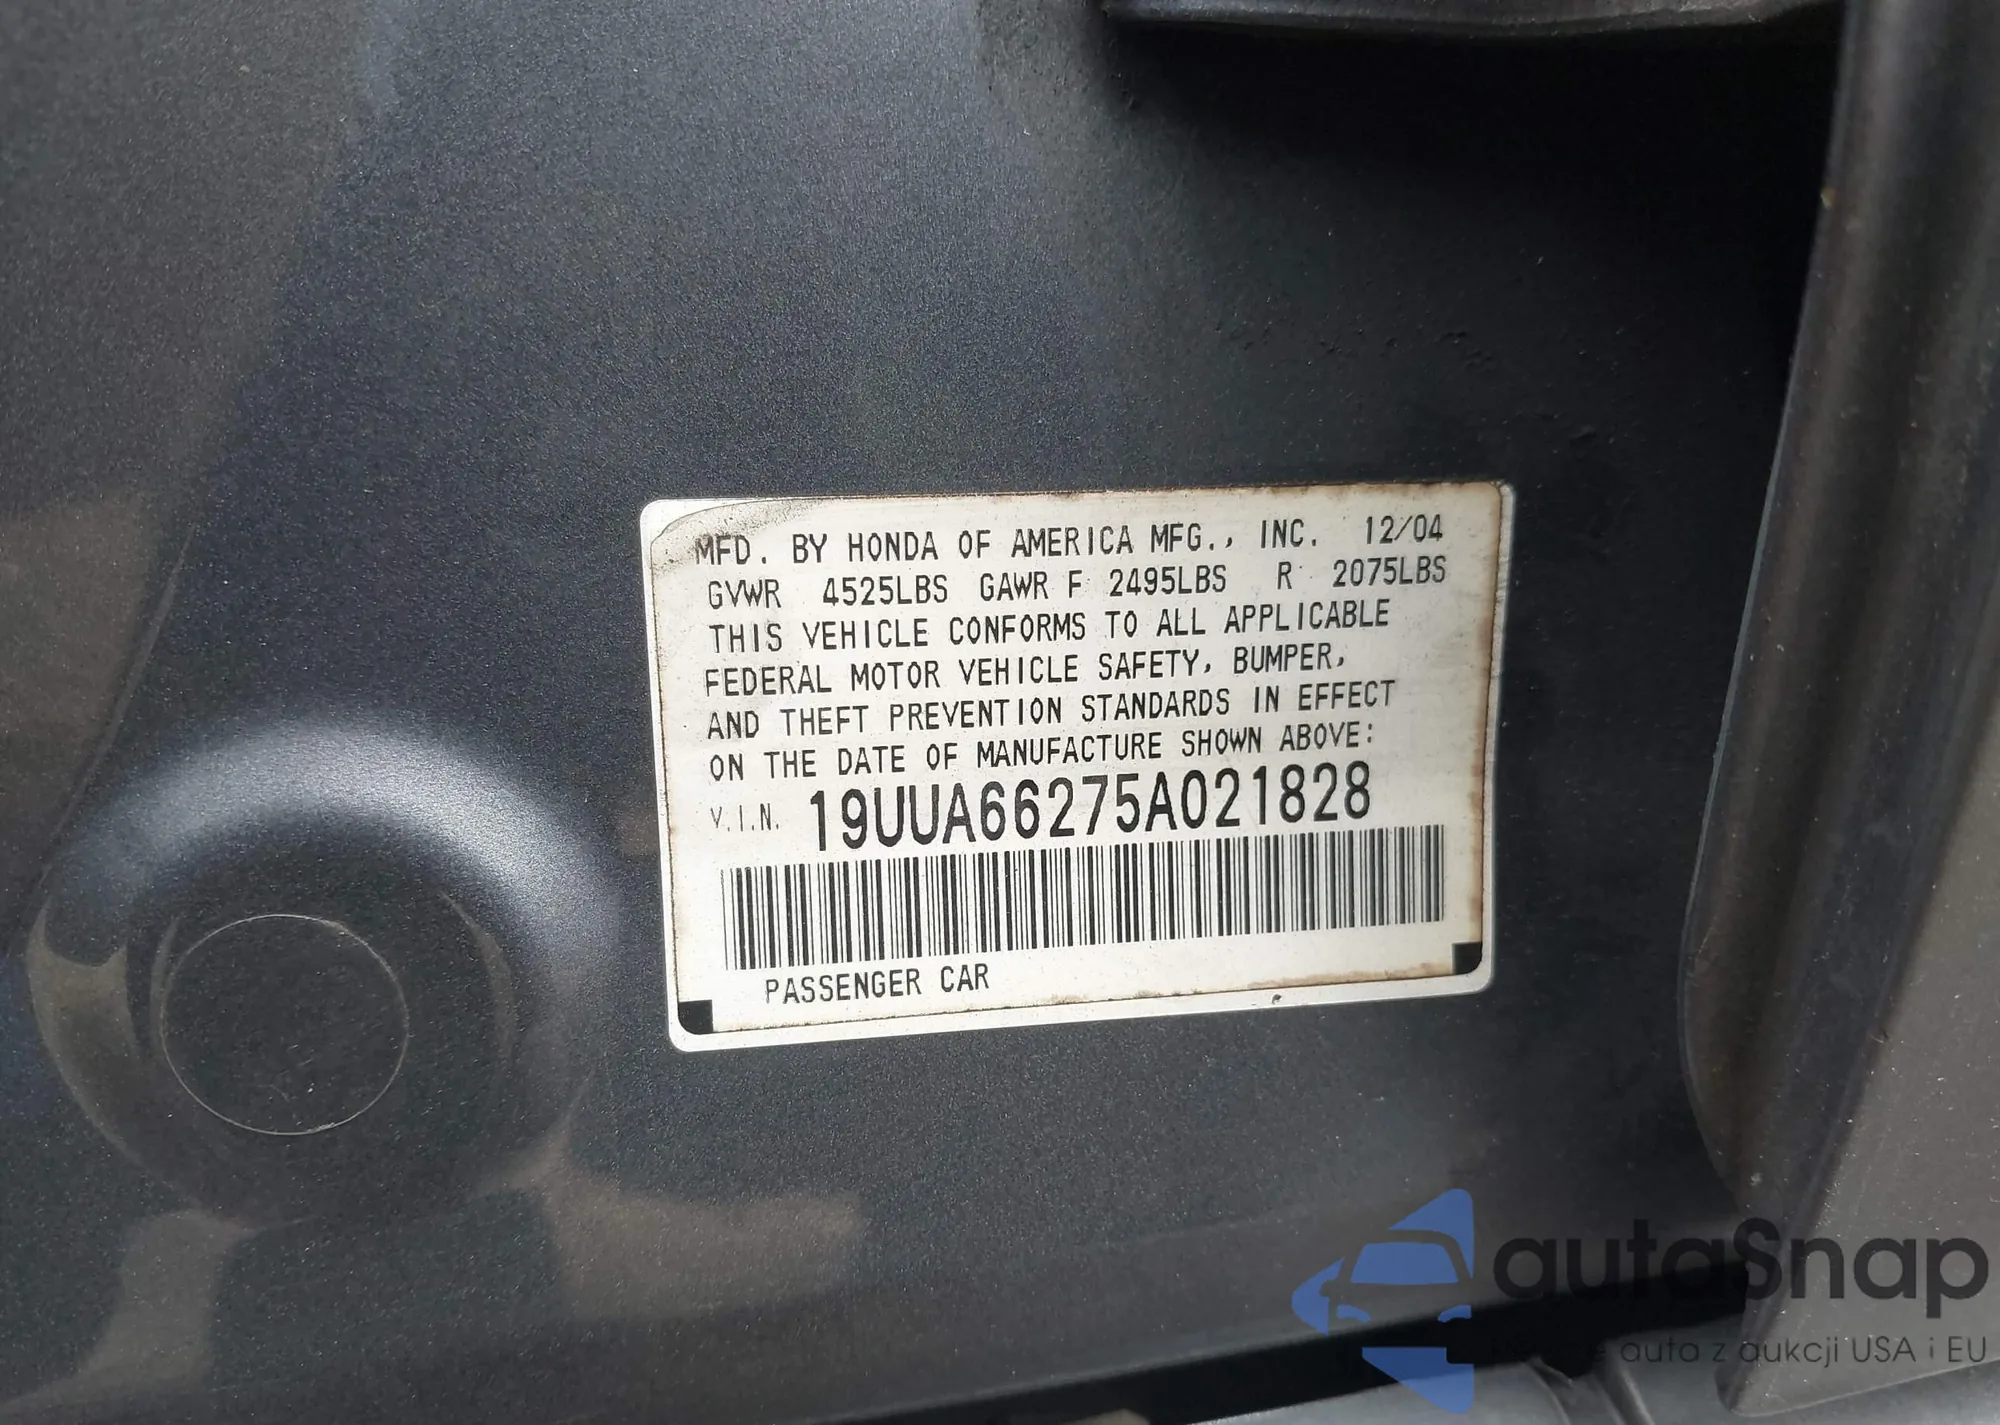 MFD. BY HONDA OF AMERICA MFG., INC. 12/04
GVWR 4525LBS GAWR F 2495LBS R 2075LBS
THIS VEHICLE CONFORMS TO ALL APPLICABLE
FEDERAL MOTOR VEHICLE SAFETY, BUMPER,
AND THEFT PREVENTION STANDARDS IN EFFECT
ON THE DATE OF MANUFACTURE SHOWN ABOVE:
V.I.N. 19UUA66275A021828
PASSENGER CAR
autaSnap
auta z aukcji USA i EU